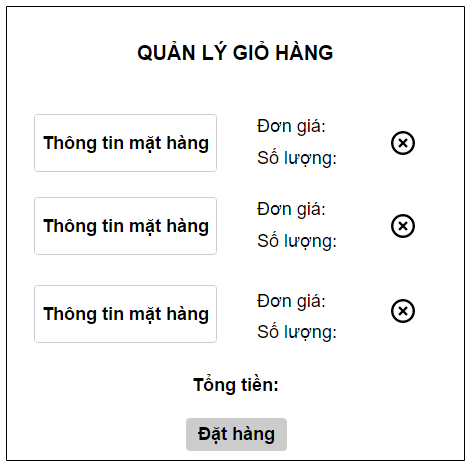 QUẢN LÝ GIỎ HÀNG
Thông tin mặt hàng
Đơn giá:
Số lượng:
Thông tin mặt hàng
Đơn giá:
Số lượng:
Thông tin mặt hàng
Đơn giá:
Số lượng:
Tổng tiền:
Đặt hàng